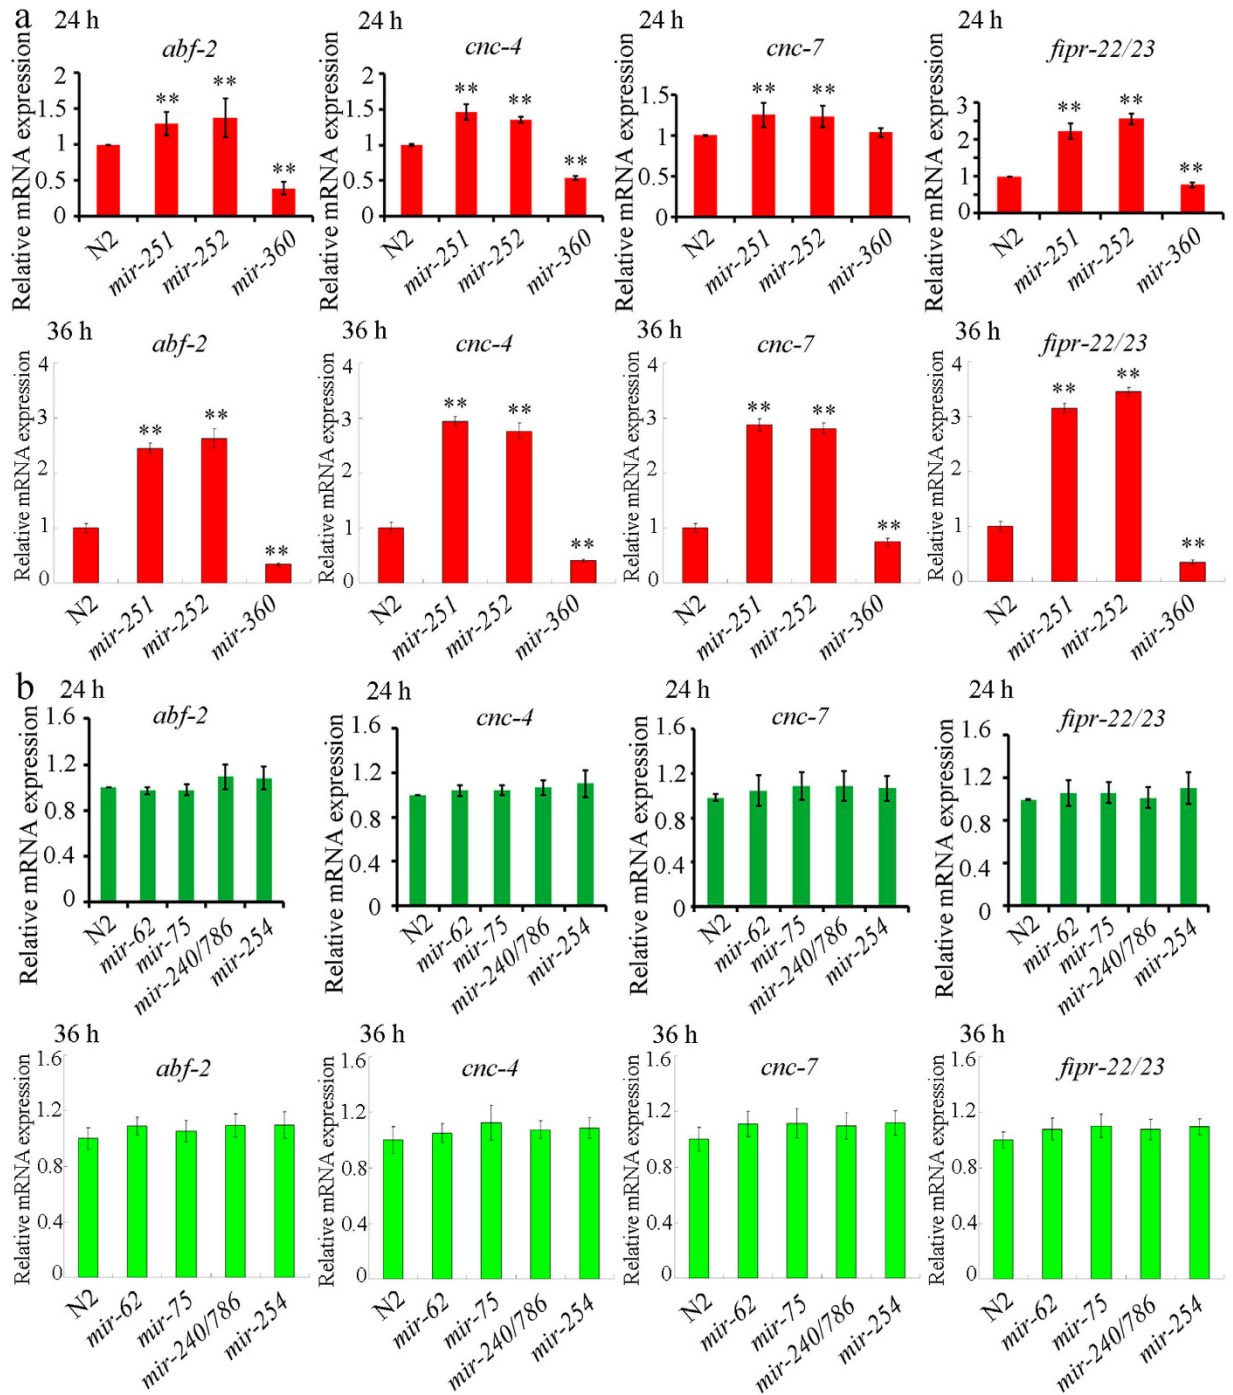 a
24 h
abf-2
Relative mRNA expression
2
1.5
1
0.5
0
**
**
**
N2
mir-251
mir-252
mir-360
24 h
cnc-4
Relative mRNA expression
2
1.5
1
0.5
0
**
**
**
N2
mir-251
mir-252
mir-360
24 h
cnc-7
Relative mRNA expression
1.5
1
0.5
0
**
**
N2
mir-251
mir-252
mir-360
24 h
fipr-22/23
Relative mRNA expression
3
2
1
0
**
**
**
N2
mir-251
mir-252
mir-360
36 h
abf-2
Relative mRNA expression
4
3
2
1
0
**
**
**
N2
mir-251
mir-252
mir-360
36 h
cnc-4
Relative mRNA expression
4
3
2
1
0
**
**
**
N2
mir-251
mir-252
mir-360
36 h
cnc-7
Relative mRNA expression
4
3
2
1
0
**
**
**
N2
mir-251
mir-252
mir-360
36 h
fipr-22/23
Relative mRNA expression
4
3
2
1
0
**
**
**
N2
mir-251
mir-252
mir-360
b
24 h
abf-2
Relative mRNA expression
1.6
1.2
0.8
0.4
0
N2
mir-62
mir-75
mir-240/786
mir-254
24 h
cnc-4
Relative mRNA expression
1.6
1.2
0.8
0.4
0
N2
mir-62
mir-75
mir-240/786
mir-254
24 h
cnc-7
Relative mRNA expression
1.6
1.2
0.8
0.4
0
N2
mir-62
mir-75
mir-240/786
mir-254
24 h
fipr-22/23
Relative mRNA expression
1.6
1.2
0.8
0.4
0
N2
mir-62
mir-75
mir-240/786
mir-254
36 h
abf-2
Relative mRNA expression
1.6
1.2
0.8
0.4
0
N2
mir-62
mir-75
mir-240/786
mir-254
36 h
cnc-4
Relative mRNA expression
1.6
1.2
0.8
0.4
0
N2
mir-62
mir-75
mir-240/786
mir-254
36 h
cnc-7
Relative mRNA expression
1.6
1.2
0.8
0.4
0
N2
mir-62
mir-75
mir-240/786
mir-254
36 h
fipr-22/23
Relative mRNA expression
1.6
1.2
0.8
0.4
0
N2
mir-62
mir-75
mir-240/786
mir-254